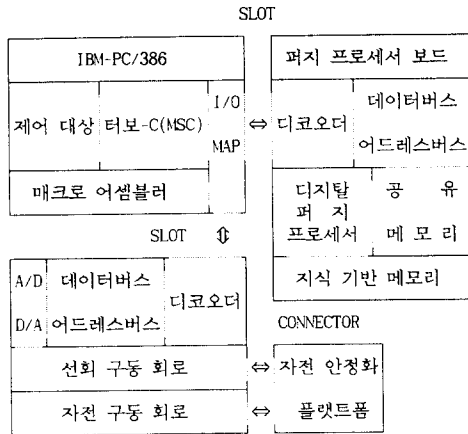 SLOT
IBM-PC/386
제어 대상
터보-C(MSC)
I/O
MAP
매크로 어셈블러
⇔
퍼지 프로세서 보드
디코오더
데이터버스
어드레스버스
디지탈
퍼지
프로세서
공 유
메 모 리
지식 기반 메모리
SLOT ⇕
A/D 데이터버스
D/A 어드레스버스
디코오더
CONNECTOR
선회 구동 회로 ⇔ 자전 안정화
자전 구동 회로 ⇔ 플랫트폼